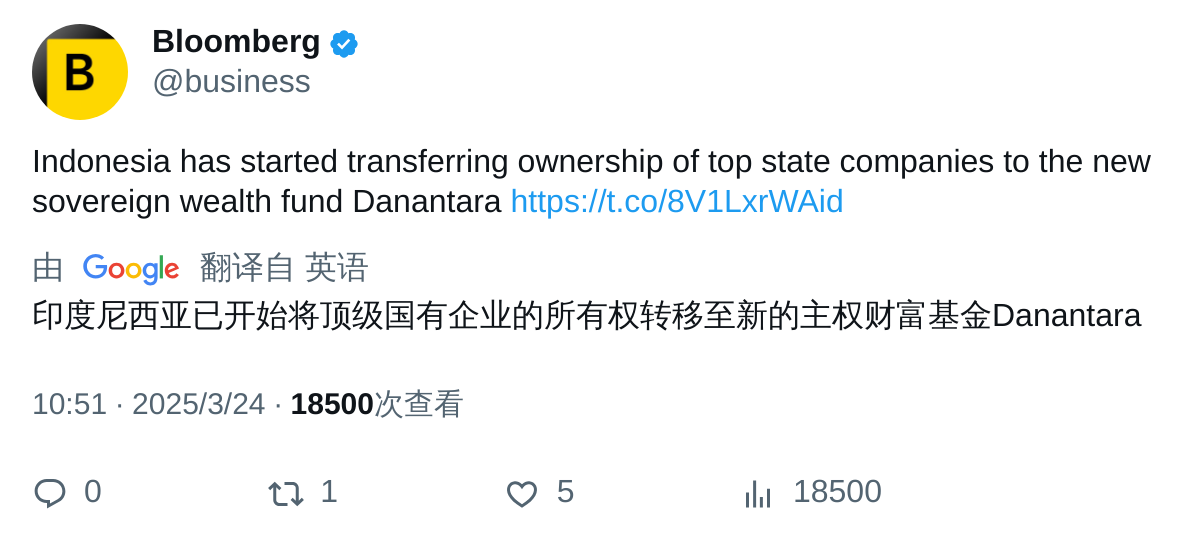 B
Bloomberg
@business
Indonesia has started transferring ownership of top state companies to the new
sovereign wealth fund Danantara https://t.co/8V1LxrWAid
由 Google 翻译自 英语
印度尼西亚已开始将顶级国有企业的所有权转移至新的主权财富基金Danantara
10:51 · 2025/3/24 · 18500次查看
0 1 5 18500